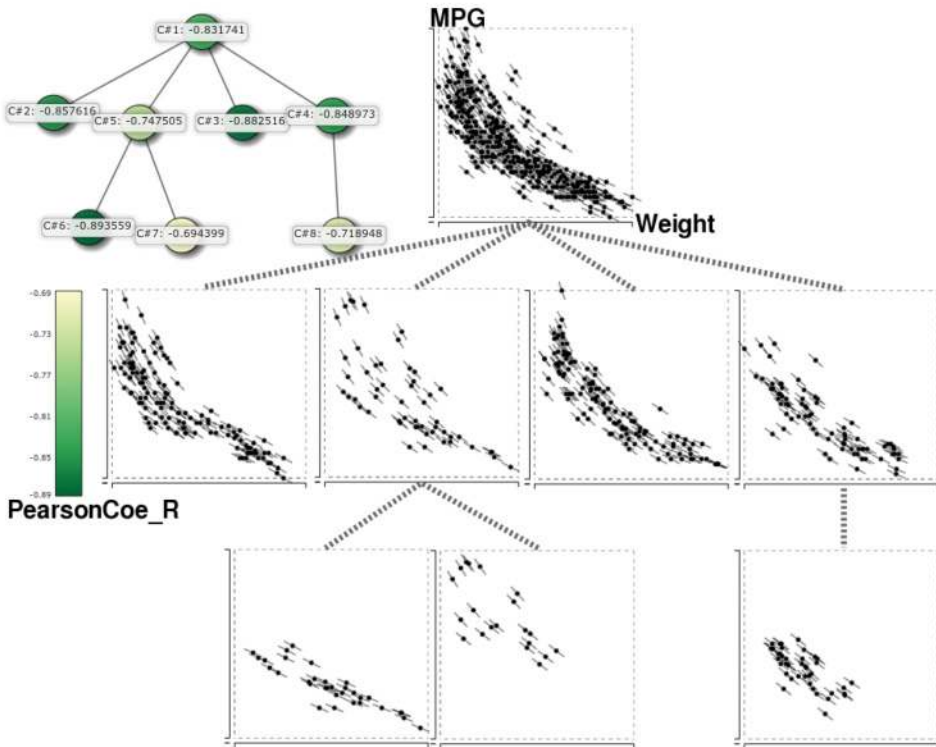 C#1: -0.831741
MPG
C#2: -0.857616
C#5: -0.747505
C#3: -0.882516
C#4: -0.848973
C#6: -0.893559
C#7: -0.694399
C#8: -0.718948
Weight
-0.69
-0.73
-0.77
-0.81
-0.85
-0.89
PearsonCoe_R